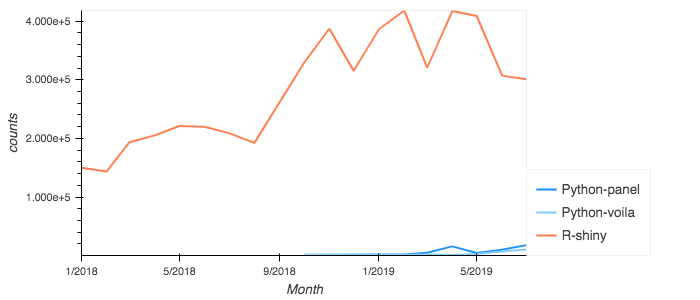 4.000e+5
3.000e+5
2.000e+5
1.000e+5
counts
1/2018 5/2018 9/2018 1/2019 5/2019
Month
Python-panel
Python-voila
R-shiny